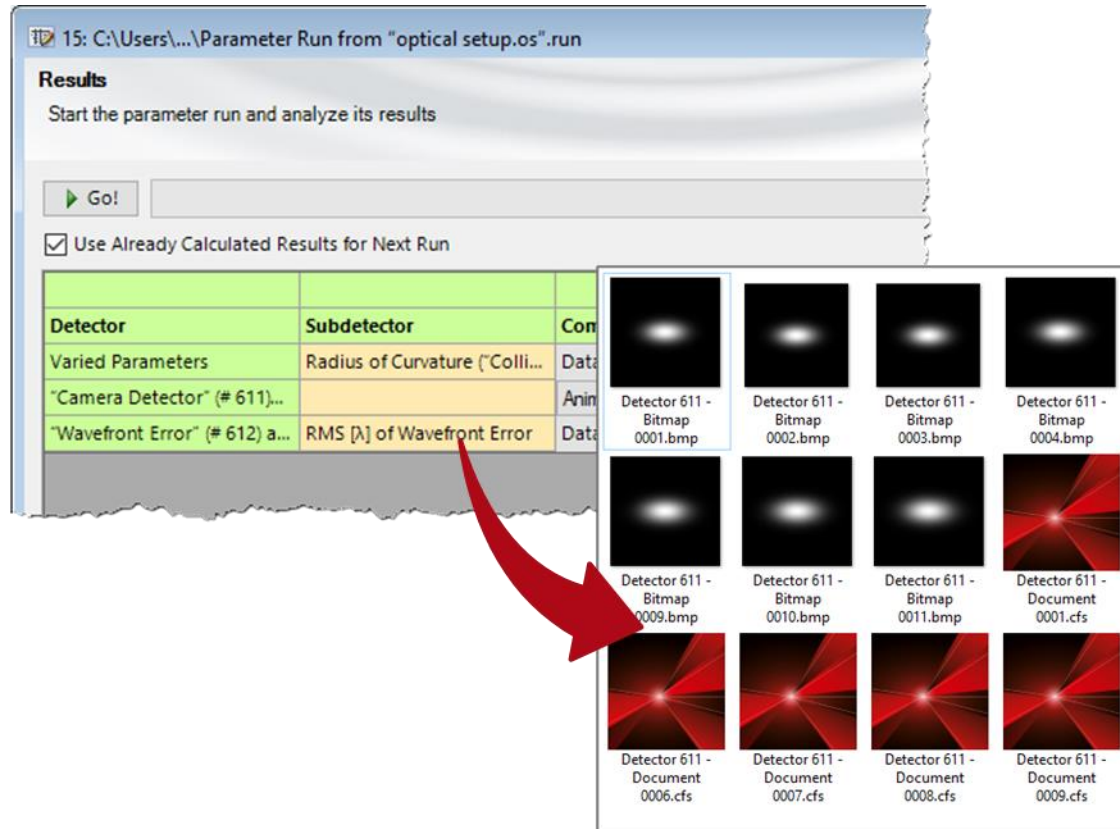 15: C:\Users\...\Parameter Run from "optical setup.os".run
Results
Start the parameter run and analyze its results
Go!
Use Already Calculated Results for Next Run
Detector Subdetector Com
Varied Parameters Radius of Curvature ("Colli... Data
"Camera Detector" (# 611)... Anim
"Wavefront Error" (# 612) a... RMS [λ] of Wavefront Error Data
Detector 611 - Detector 611 - Detector 611 - Detector 611 -
Bitmap Bitmap Bitmap Bitmap
0001.bmp 0002.bmp 0003.bmp 0004.bmp
Detector 611 - Detector 611 - Detector 611 - Detector 611 -
Bitmap Bitmap Bitmap Document
0009.bmp 0010.bmp 0011.bmp 0001.cfs
Detector 611 - Detector 611 - Detector 611 - Detector 611 -
Document Document Document Document
0006.cfs 0007.cfs 0008.cfs 0009.cfs